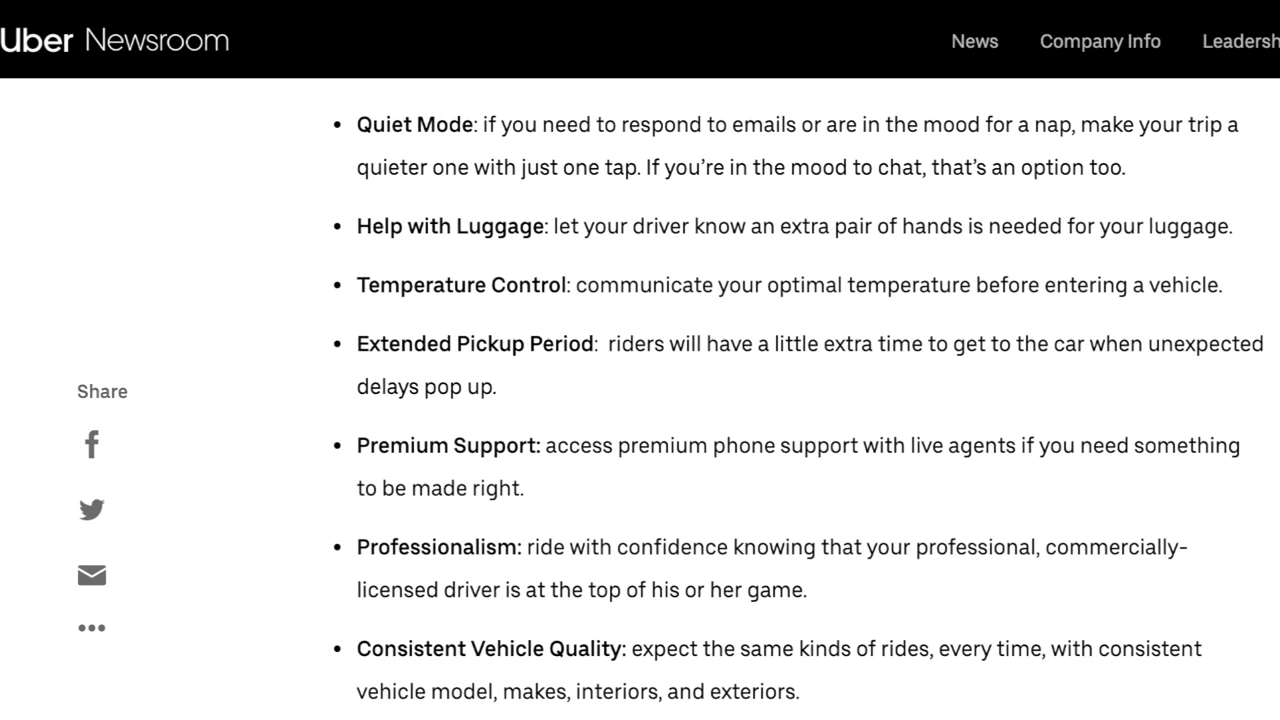 Uber Newsroom
News
Company Info
Leadersh
• Quiet Mode: if you need to respond to emails or are in the mood for a nap, make your trip a
quieter one with just one tap. If you’re in the mood to chat, that’s an option too.
• Help with Luggage: let your driver know an extra pair of hands is needed for your luggage.
• Temperature Control: communicate your optimal temperature before entering a vehicle.
• Extended Pickup Period:  riders will have a little extra time to get to the car when unexpected
delays pop up.
Share
• Premium Support: access premium phone support with live agents if you need something
to be made right.
• Professionalism: ride with confidence knowing that your professional, commercially-
licensed driver is at the top of his or her game.
• Consistent Vehicle Quality: expect the same kinds of rides, every time, with consistent
vehicle model, makes, interiors, and exteriors.